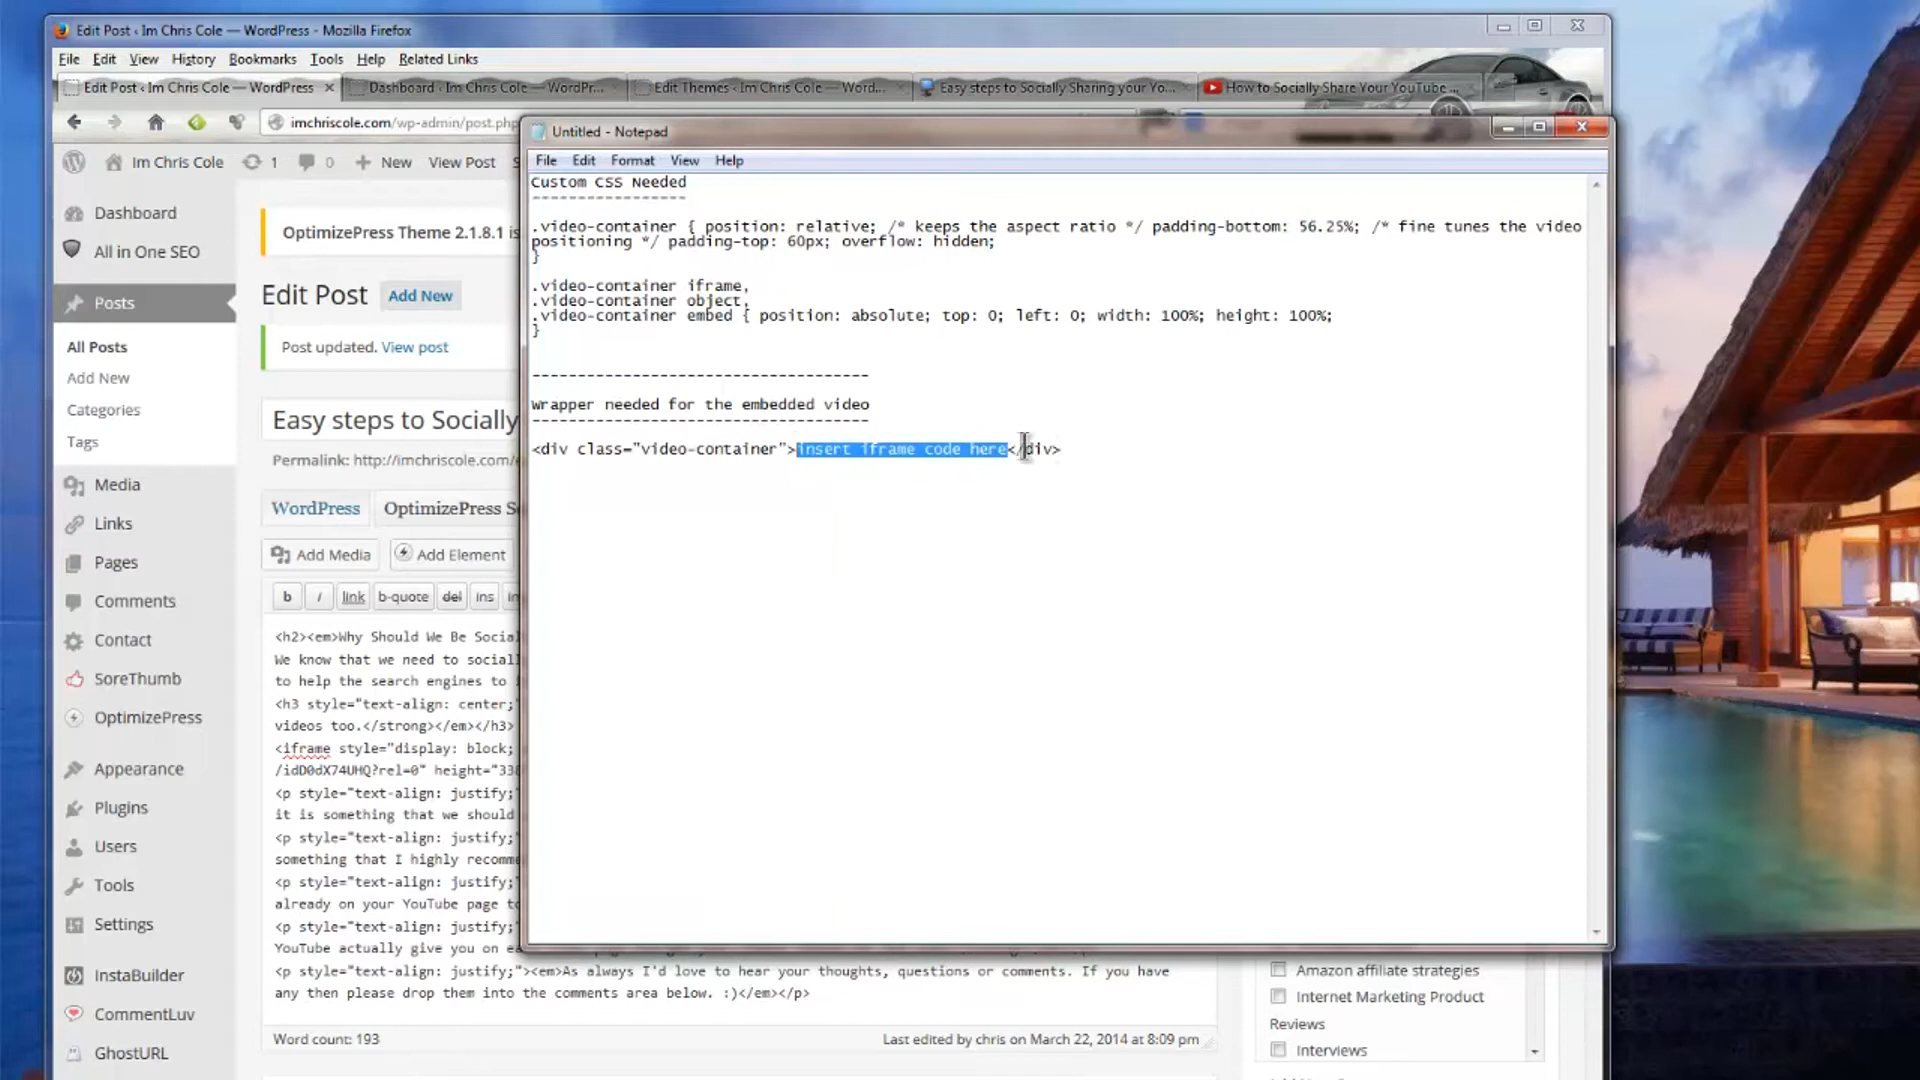 Edit Post ‹ Im Chris Cole — WordPress - Mozilla Firefox
File Edit View History Bookmarks Tools Help Related Links
Edit Post ‹ Im Chris Cole — WordPress
Dashboard ‹ Im Chris Cole — WordPr...
Edit Themes ‹ Im Chris Cole — Word...
Easy steps to Socially Sharing your Yo...
How to Socially Share Your YouTube ...
imchriscole.com/wp-admin/post.php
Im Chris Cole 1 0 New View Post S
Dashboard
All in One SEO
Posts
All Posts
Add New
Categories
Tags
Media
Links
Pages
Comments
Contact
SoreThumb
OptimizePress
Appearance
Plugins
Users
Tools
Settings
InstaBuilder
CommentLuv
GhostURL
OptimizePress Theme 2.1.8.1 is
Edit Post Add New
Post updated. View post
Easy steps to Socially
Permalink: http://imchriscole.com/
WordPress OptimizePress
Add Media Add Element
b i link b-quote del ins
<h2><em>Why Should We Be Social
We know that we need to sociall
to help the search engines to
<h3 style="text-align: center;"
videos too.</strong></em></h3>
<iframe style="display: block;
/idD0dX74UHQ?rel=0" height="338
<p style="text-align: justify;"
it is something that we should
<p style="text-align: justify;"
something that I highly recomme
<p style="text-align: justify;"
already on your YouTube page to
<p style="text-align: justify;"
YouTube actually give you on
<p style="text-align: justify;"><em>As always I'd love to hear your thoughts, questions or comments. If you have
any then please drop them into the comments area below. :)</em></p>
Word count: 193
Last edited by chris on March 22, 2014 at 8:09 pm
Untitled - Notepad
File Edit Format View Help
Custom CSS Needed
-----------------
.video-container { position: relative; /* keeps the aspect ratio */ padding-bottom: 56.25%; /* fine tunes the video
positioning */ padding-top: 60px; overflow: hidden;
}
.video-container iframe,
.video-container object,
.video-container embed { position: absolute; top: 0; left: 0; width: 100%; height: 100%;
}
-------------------------------------
Wrapper needed for the embedded video
-------------------------------------
<div class="video-container">insert iframe code here</div>
Amazon affiliate strategies
Internet Marketing Product
Reviews
Interviews